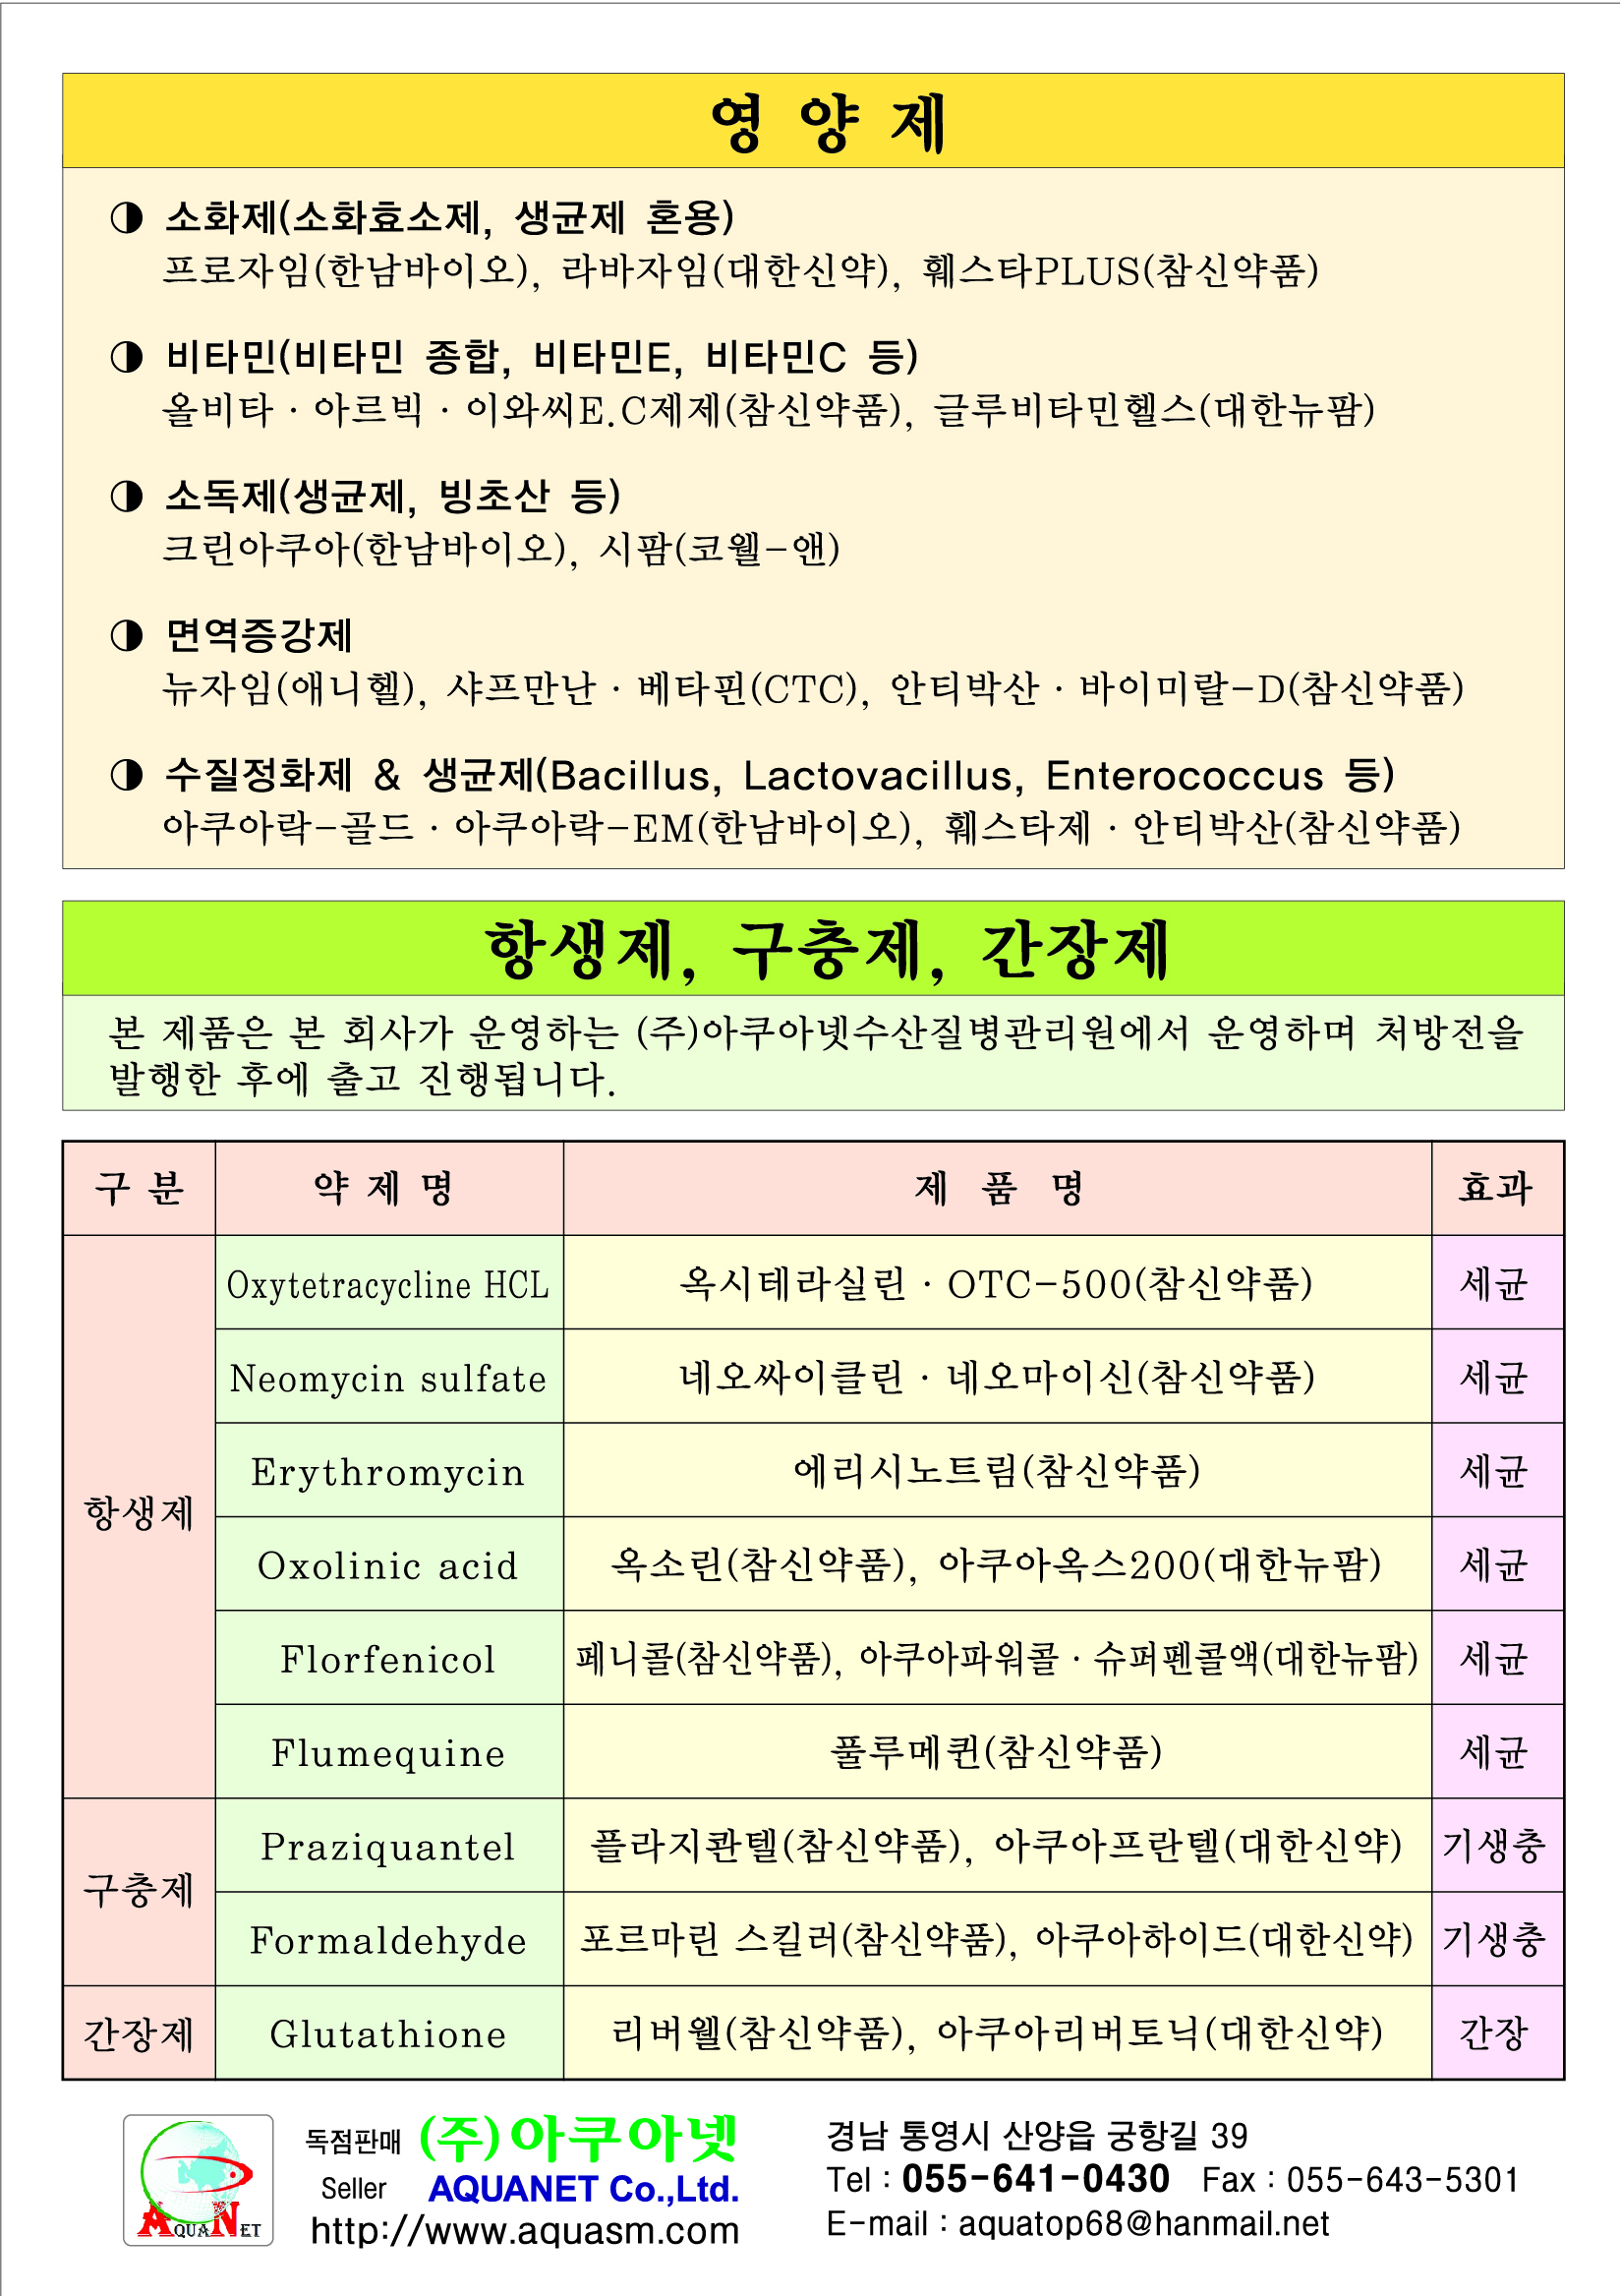 영 양 제
◑ 소화제(소화효소제, 생균제 혼용)
프로자임(한남바이오), 라바자임(대한신약), 훼스타PLUS(참신약품)
◑ 비타민(비타민 종합, 비타민E, 비타민C 등)
올비타 · 아르빅 · 이와씨E.C제제(참신약품), 글루비타민헬스(대한뉴팜)
◑ 소독제(생균제, 빙초산 등)
크린아쿠아(한남바이오), 시팜(코웰-앤)
◑ 면역증강제
뉴자임(애니헬), 샤프만난 · 베타핀(CTC), 안티박산 · 바이미랄-D(참신약품)
◑ 수질정화제 & 생균제(Bacillus, Lactovacillus, Enterococcus 등)
아쿠아락-골드 · 아쿠아락-EM(한남바이오), 훼스타제 · 안티박산(참신약품)
항생제, 구충제, 간장제
본 제품은 본 회사가 운영하는 (주)아쿠아넷수산질병관리원에서 운영하며 처방전을
발행한 후에 출고 진행됩니다.
구 분 약 제 명 제 품 명 효과
항생제
Oxytetracycline HCL 옥시테라실린 · OTC-500(참신약품) 세균
Neomycin sulfate 네오싸이클린 · 네오마이신(참신약품) 세균
Erythromycin 에리시노트림(참신약품) 세균
Oxolinic acid 옥소린(참신약품), 아쿠아옥스200(대한뉴팜) 세균
Florfenicol 페니콜(참신약품), 아쿠아파워콜 · 슈퍼펜콜액(대한뉴팜) 세균
Flumequine 풀루메퀸(참신약품) 세균
구충제
Praziquantel 플라지콴텔(참신약품), 아쿠아프란텔(대한신약) 기생충
Formaldehyde 포르마린 스킬러(참신약품), 아쿠아하이드(대한신약) 기생충
간장제 Glutathione 리버웰(참신약품), 아쿠아리버토닉(대한신약) 간장
AQUANET
독점판매 (주)아쿠아넷
Seller AQUANET Co.,Ltd.
http://www.aquasm.com
경남 통영시 산양읍 궁항길 39
Tel : 055-641-0430 Fax : 055-643-5301
E-mail : aquatop68@hanmail.net